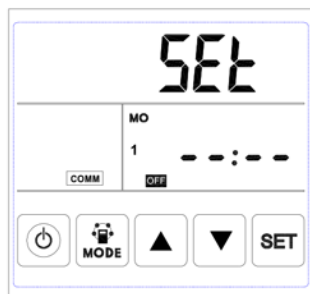 SEt
MO
1 --:--
COMM OFF
MODE SET